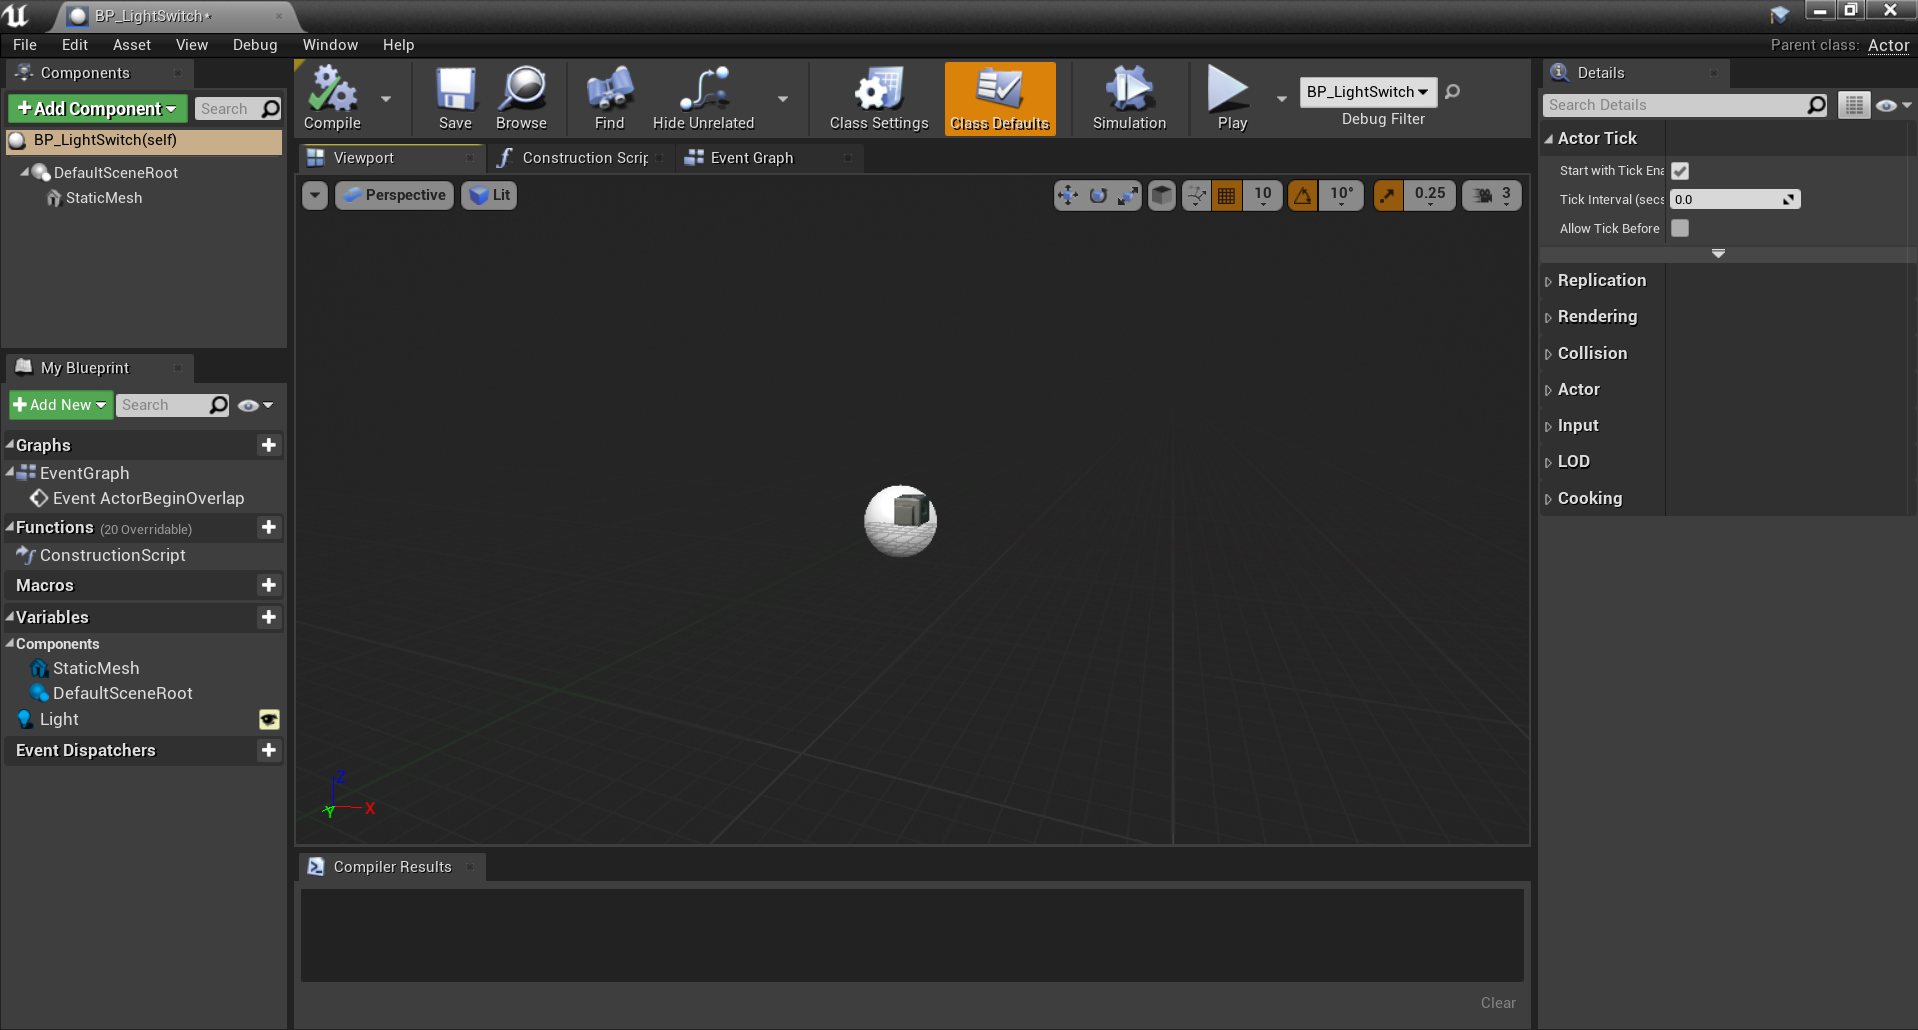 BP_LightSwitch*
File Edit Asset View Debug Window Help
Parent class: Actor
Components
Add Component
Search
BP_LightSwitch(self)
DefaultSceneRoot
StaticMesh
My Blueprint
Add New
Search
Graphs
EventGraph
Event ActorBeginOverlap
Functions (20 Overridable)
ConstructionScript
Macros
Variables
Components
StaticMesh
DefaultSceneRoot
Light
Event Dispatchers
Compile
Save
Browse
Find
Hide Unrelated
Class Settings
Class Defaults
Simulation
Play
BP_LightSwitch
Debug Filter
Viewport
Construction Scrip
Event Graph
Perspective
Lit
10
10°
0.25
3
Z
X
Y
Compiler Results
Clear
Details
Search Details
Actor Tick
Start with Tick Ena
Tick Interval (secs
0.0
Allow Tick Before
Replication
Rendering
Collision
Actor
Input
LOD
Cooking